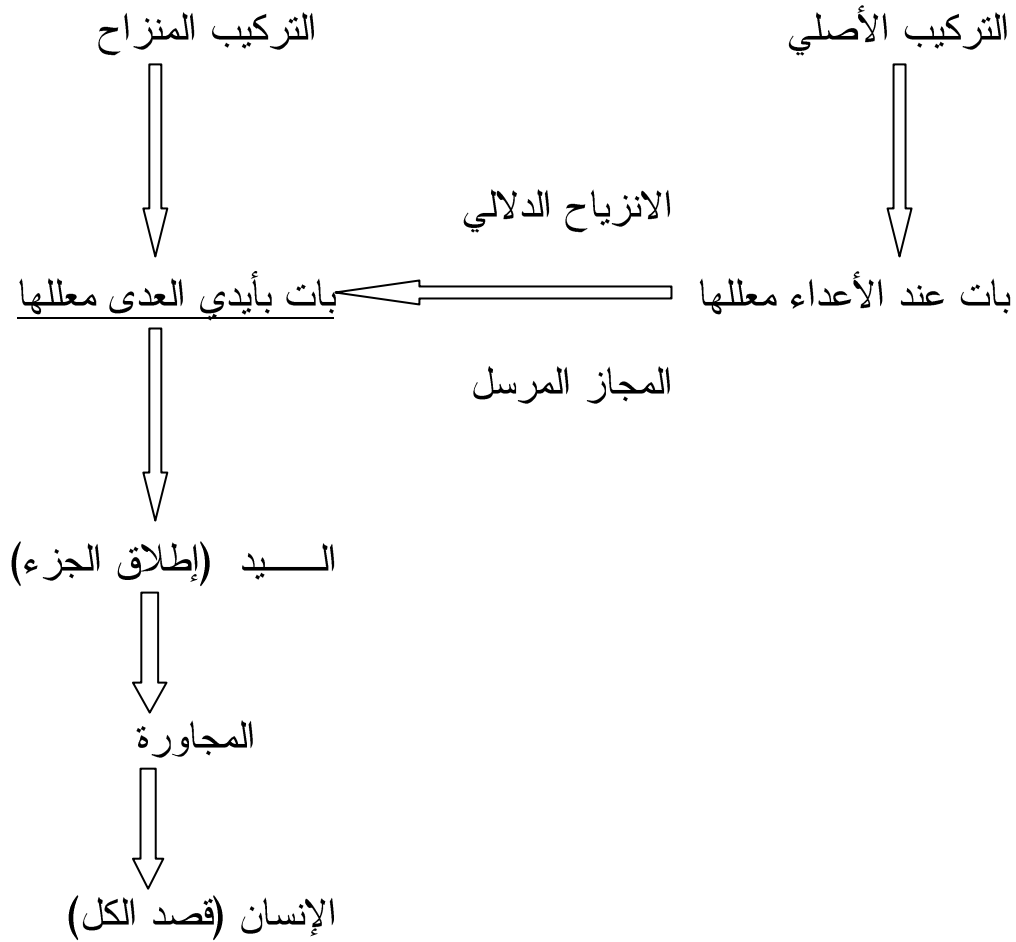 التركيب الأصلي
التركيب المنزاح
الانزياح الدلالي
بات عند الأعداء معللها
بات بأيدي العدى معللها
المجاز المرسل
الـــــيد (إطلاق الجزء)
المجاورة
الإنسان (قصد الكل)